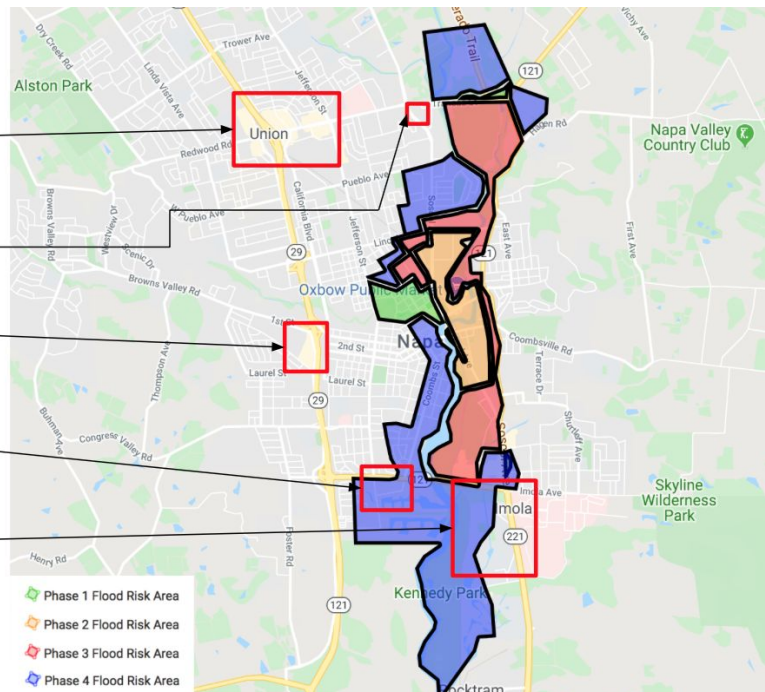 Trower Ave
Dry Creek Rd
Linda Vista Ave
Jefferson St
121
Alston Park
Union
Redwood Rd
Hagen Rd
Napa Valley
Country Club
Pueblo Ave
W Pueblo Ave
California Blvd
Browns Valley Rd
Westview Dr
Scenic Dr
Jefferson St
29
East Ave
First Ave
Browns Valley Rd
Oxbow Public Market
1st St
2nd St
Napa
Coombsville Rd
Laurel St
Laurel St
Thompson Ave
Coombs St
Terrace Dr
29
Buhman Ave
Congress Valley Rd
Shurtleff Ave
Imola Ave
Skyline
Wilderness
Park
Imola
221
Foster Rd
Henry Rd
121
Kennedy Park
Phase 1 Flood Risk Area
Phase 2 Flood Risk Area
Phase 3 Flood Risk Area
Phase 4 Flood Risk Area
Rocktram